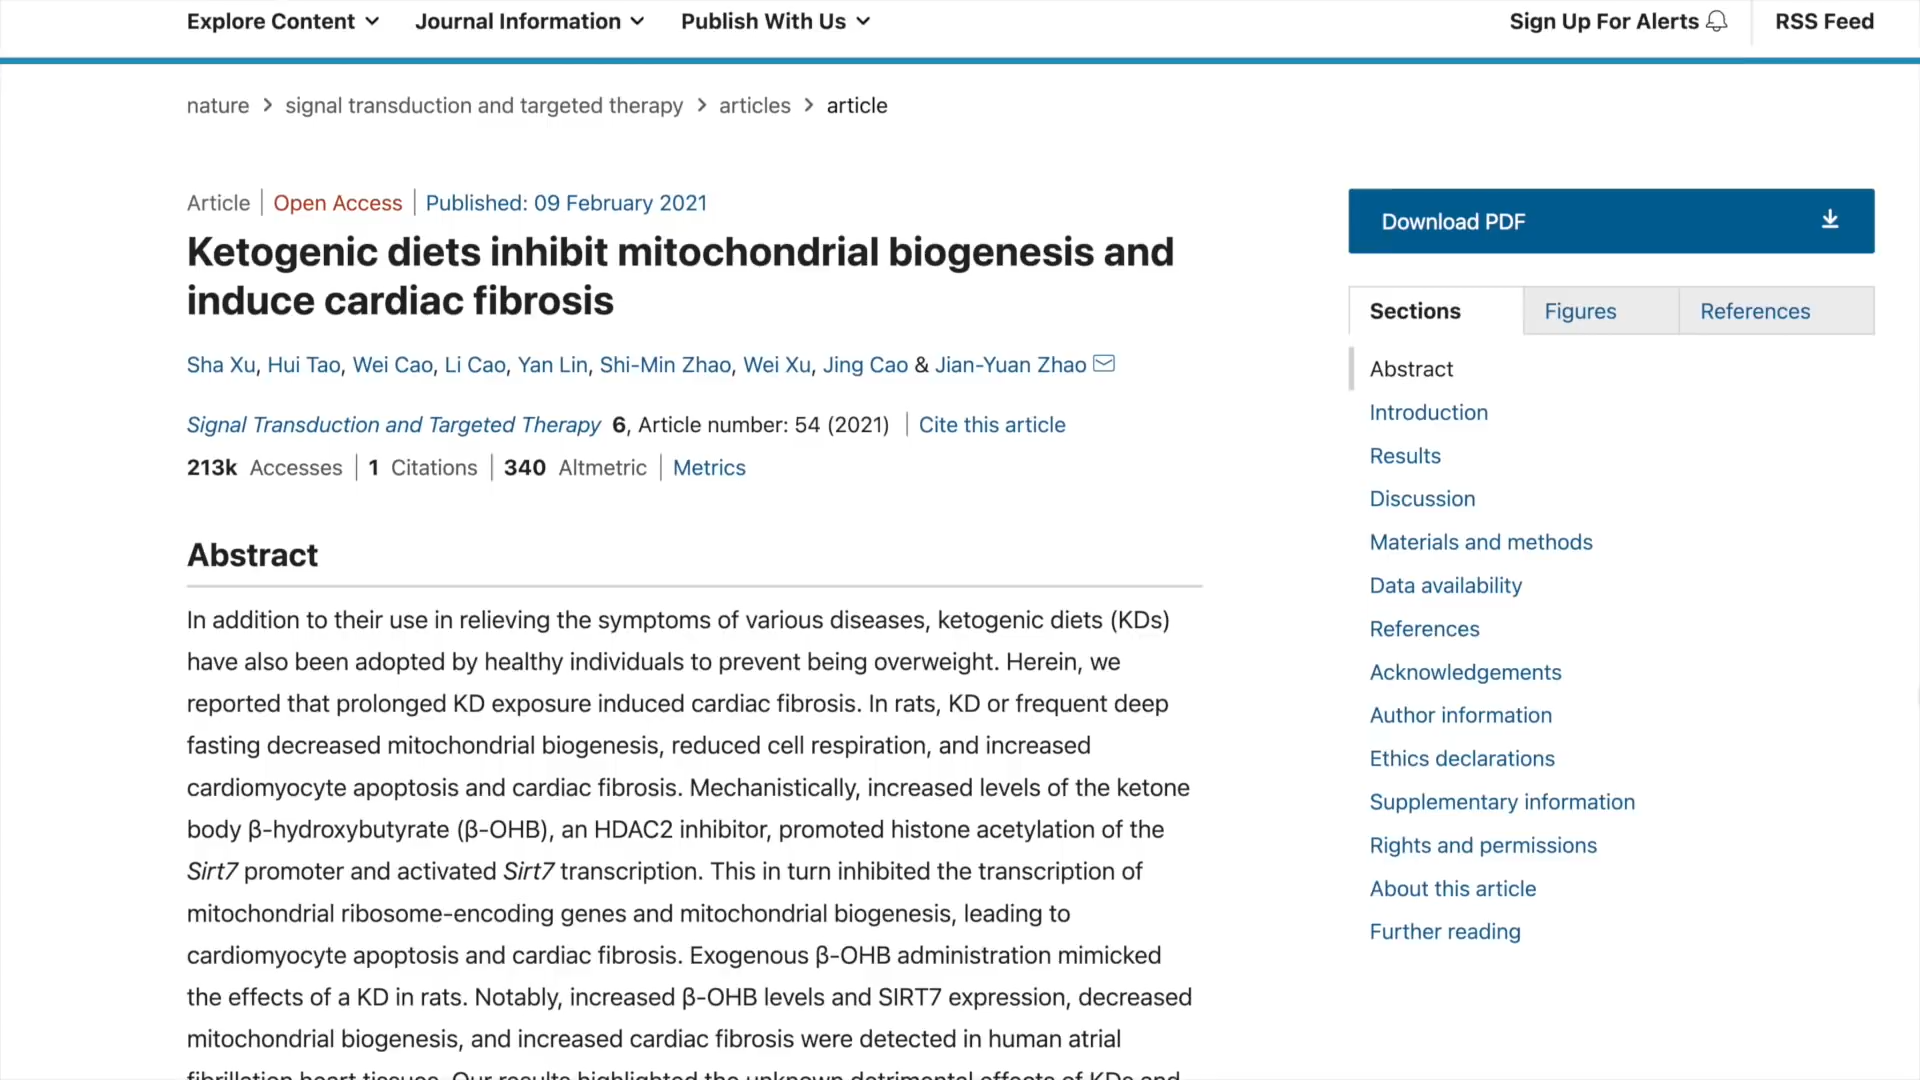 Explore Content
Journal Information
Publish With Us
Sign Up For Alerts
RSS Feed
nature > signal transduction and targeted therapy > articles > article
Article | Open Access | Published: 09 February 2021
Ketogenic diets inhibit mitochondrial biogenesis and
induce cardiac fibrosis
Sha Xu, Hui Tao, Wei Cao, Li Cao, Yan Lin, Shi-Min Zhao, Wei Xu, Jing Cao & Jian-Yuan Zhao
Signal Transduction and Targeted Therapy 6, Article number: 54 (2021) | Cite this article
213k Accesses | 1 Citations | 340 Altmetric | Metrics
Abstract
In addition to their use in relieving the symptoms of various diseases, ketogenic diets (KDs)
have also been adopted by healthy individuals to prevent being overweight. Herein, we
reported that prolonged KD exposure induced cardiac fibrosis. In rats, KD or frequent deep
fasting decreased mitochondrial biogenesis, reduced cell respiration, and increased
cardiomyocyte apoptosis and cardiac fibrosis. Mechanistically, increased levels of the ketone
body β-hydroxybutyrate (β-OHB), an HDAC2 inhibitor, promoted histone acetylation of the
Sirt7 promoter and activated Sirt7 transcription. This in turn inhibited the transcription of
mitochondrial ribosome-encoding genes and mitochondrial biogenesis, leading to
cardiomyocyte apoptosis and cardiac fibrosis. Exogenous β-OHB administration mimicked
the effects of a KD in rats. Notably, increased β-OHB levels and SIRT7 expression, decreased
mitochondrial biogenesis, and increased cardiac fibrosis were detected in human atrial
fibrillation heart tissues. Our results highlighted the unknown detrimental effects of KDs and
Download PDF
Sections
Figures
References
Abstract
Introduction
Results
Discussion
Materials and methods
Data availability
References
Acknowledgements
Author information
Ethics declarations
Supplementary information
Rights and permissions
About this article
Further reading